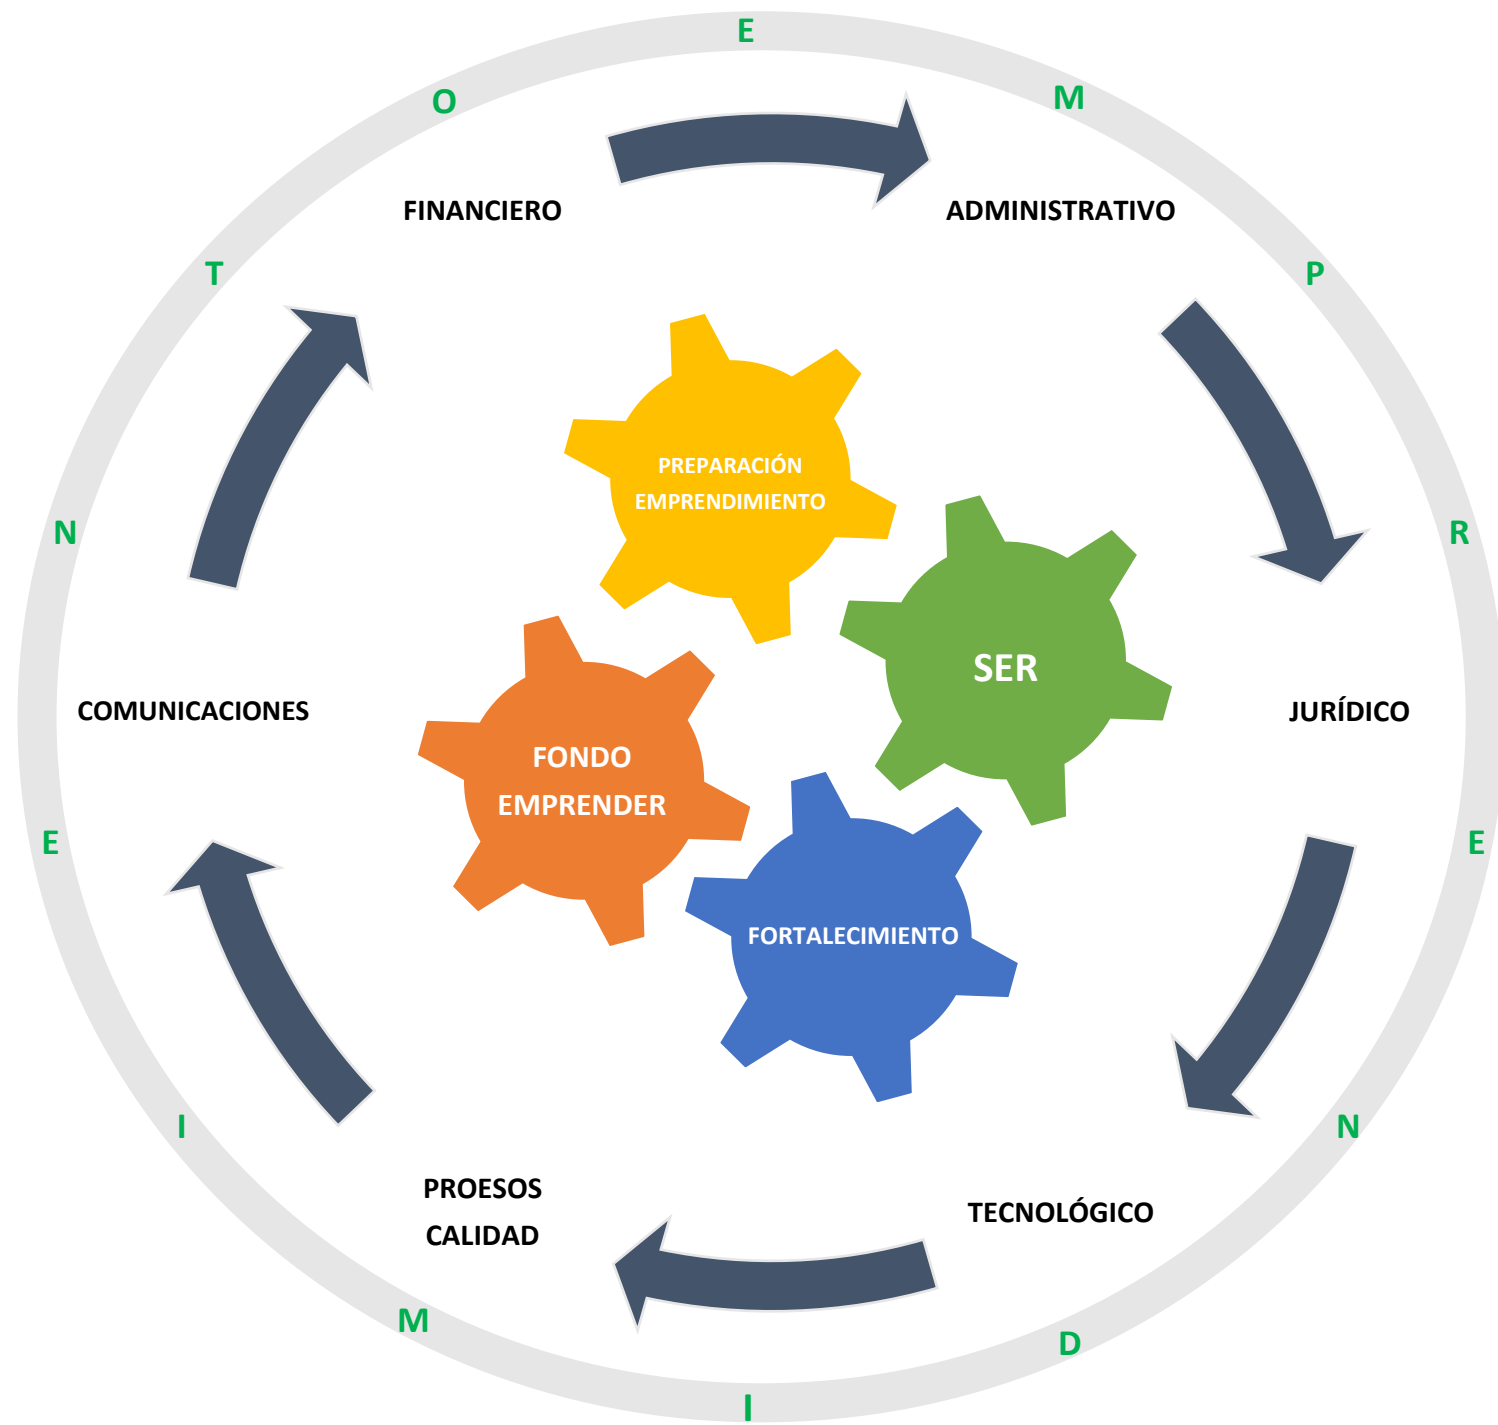 E
M
P
R
E
N
D
I
M
I
E
N
T
O
FINANCIERO
ADMINISTRATIVO
JURÍDICO
TECNOLÓGICO
PROESOS
CALIDAD
COMUNICACIONES
PREPARACIÓN
EMPRENDIMIENTO
SER
FONDO
EMPRENDER
FORTALECIMIENTO